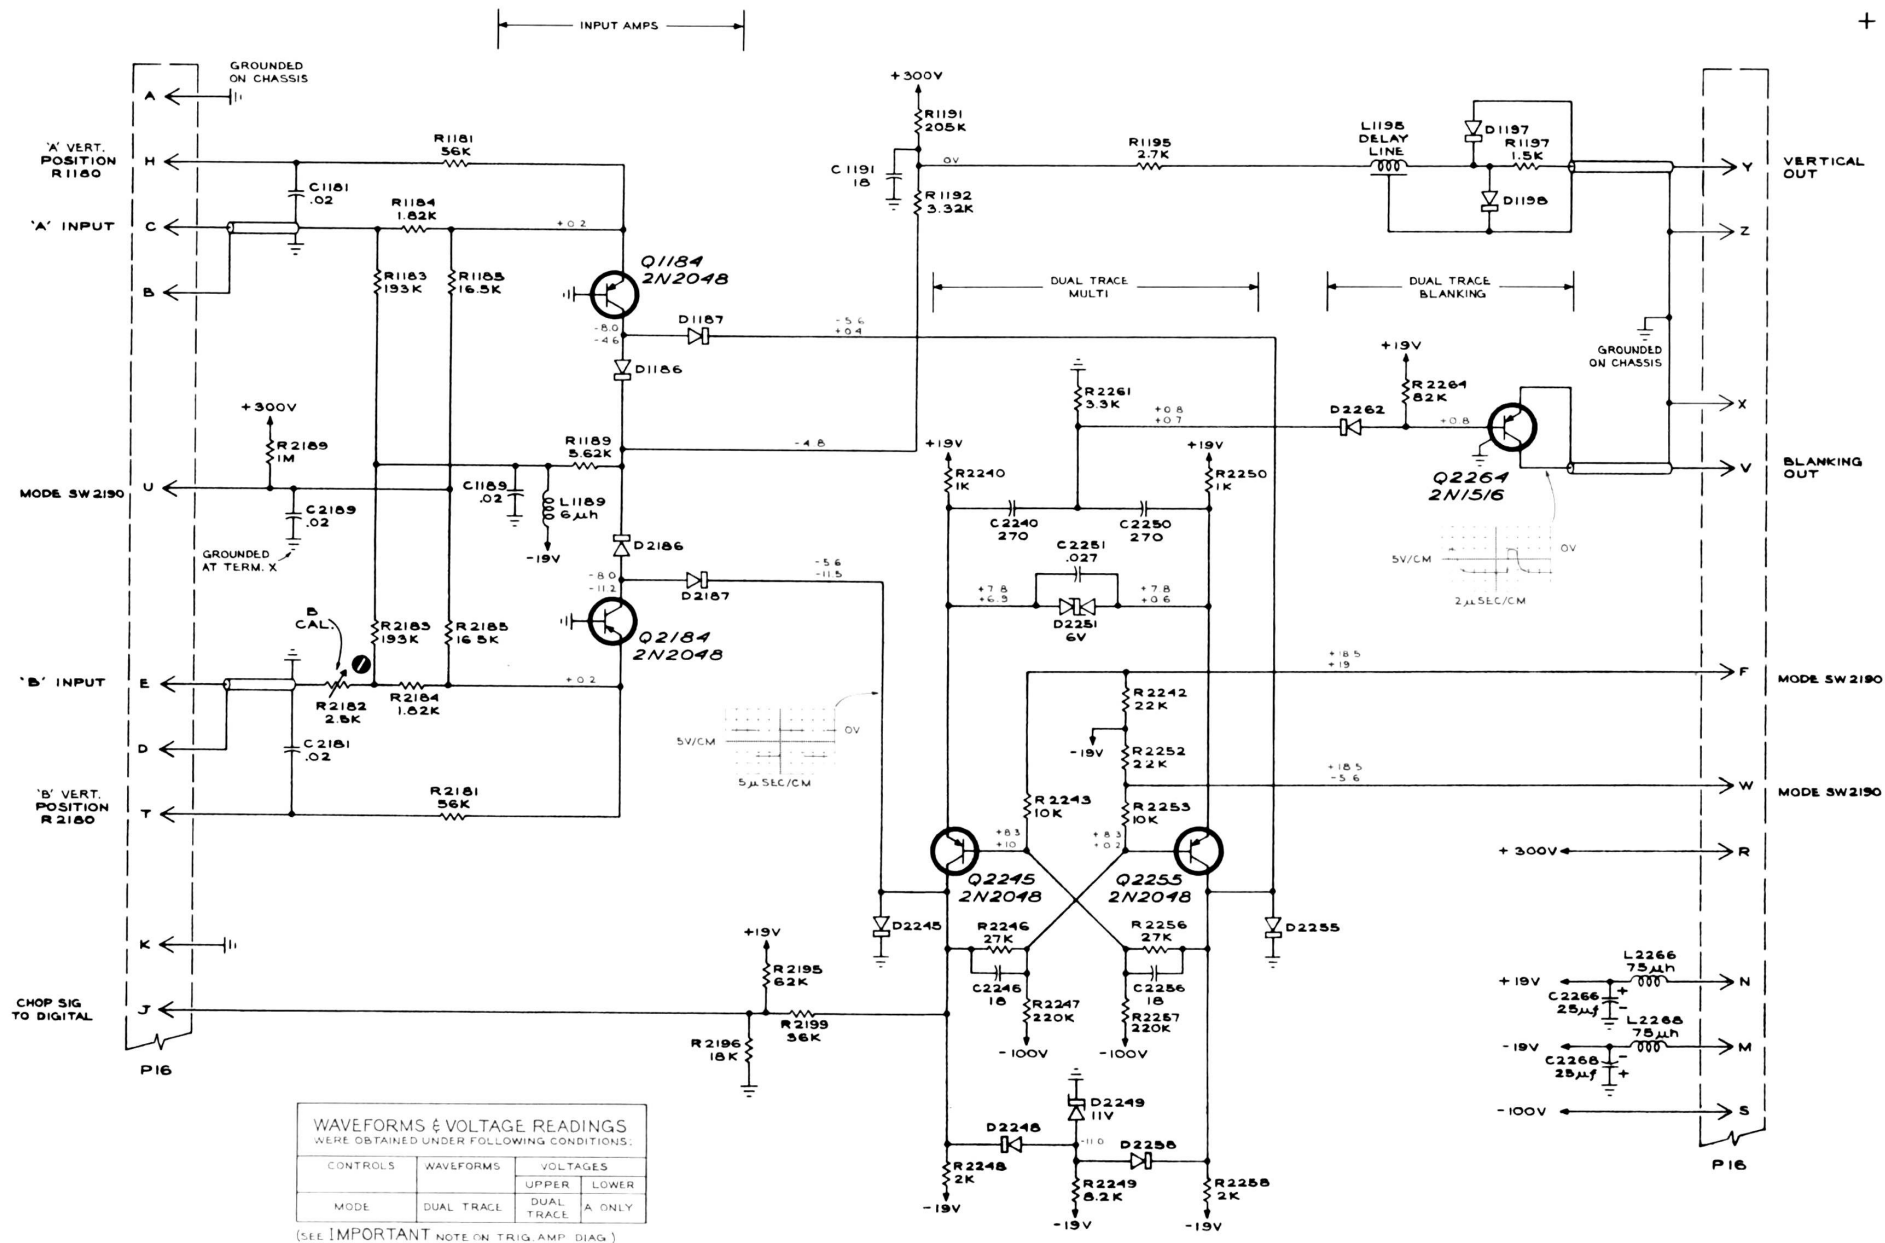 INPUT AMPS
+
GROUNDED
ON CHASSIS
A
'A' VERT.
POSITION
R1180
H
R1181
56K
C1181
.02
'A' INPUT
C
R1184
1.82K
+0.2
B
R1183
193K
R1185
16.5K
Q1184
2N2048
-8.0
-4.6
D1187
-5.6
+0.4
D1186
+300V
R2189
1M
MODE SW2190
U
C2189
.02
GROUNDED
AT TERM. X
R1189
5.62K
C1189
.02
L1189
6µh
-19V
-4.8
D2186
-8.0
-11.2
D2187
-5.6
-11.5
Q2184
2N2048
B
CAL.
R2183
193K
R2185
16.5K
'B' INPUT
E
R2182
2.5K
R2184
1.82K
+0.2
D
C2181
.02
'B' VERT.
POSITION
R2180
T
R2181
56K
5V/CM
0V
5µSEC/CM
K
CHOP SIG
TO DIGITAL
J
+19V
R2195
62K
R2199
36K
R2196
18K
P16
+300V
R1191
205K
C1191
18
0V
R1192
3.32K
R1195
2.7K
L1195
DELAY
LINE
D1197
R1197
1.5K
D1198
Y
VERTICAL
OUT
Z
DUAL TRACE
MULTI
DUAL TRACE
BLANKING
GROUNDED
ON CHASSIS
+19V
R2264
82K
R2261
3.3K
+0.8
+0.7
D2262
+0.8
X
Q2264
2N1516
V
BLANKING
OUT
+19V
R2240
1K
+19V
R2250
1K
C2240
270
C2250
270
C2251
.027
+7.8
+6.9
+7.8
+0.6
D2251
6V
5V/CM
0V
2µSEC/CM
+18.5
+19
F
MODE SW2190
R2242
22K
-19V
R2252
22K
+18.5
-5.6
W
MODE SW2190
R2243
10K
R2253
10K
+8.3
+10
+8.3
+0.2
Q2245
2N2048
Q2255
2N2048
+300V
R
D2245
R2246
27K
R2256
27K
D2255
C2246
18
C2256
18
R2247
220K
R2257
220K
-100V
-100V
+19V
L2266
75µh
N
C2266
25µf
+
-
-19V
L2268
75µh
M
C2268
25µf
-
+
-100V
S
P16
D2249
11V
D2248
-11.0
D2258
R2248
2K
-19V
R2249
8.2K
-19V
R2258
2K
-19V
WAVEFORMS & VOLTAGE READINGS
WERE OBTAINED UNDER FOLLOWING CONDITIONS:
CONTROLS WAVEFORMS VOLTAGES
UPPER LOWER
MODE DUAL TRACE DUAL TRACE A ONLY
(SEE IMPORTANT NOTE ON TRIG. AMP DIAG)